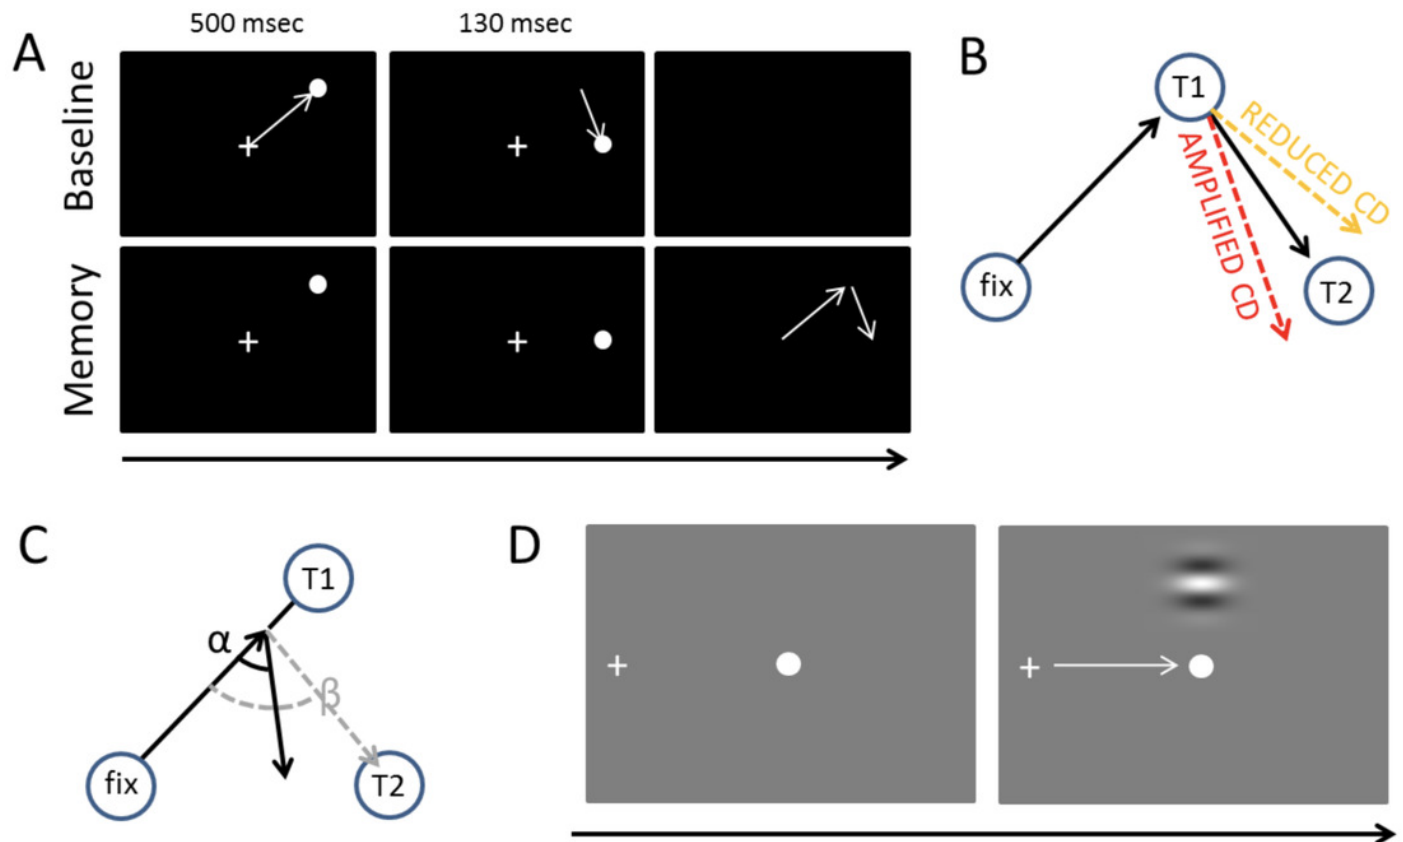 A
500 msec
130 msec
Baseline
Memory
B
T1
fix
T2
AMPLIFIED CD
REDUCED CD
C
T1
α
β
fix
T2
D